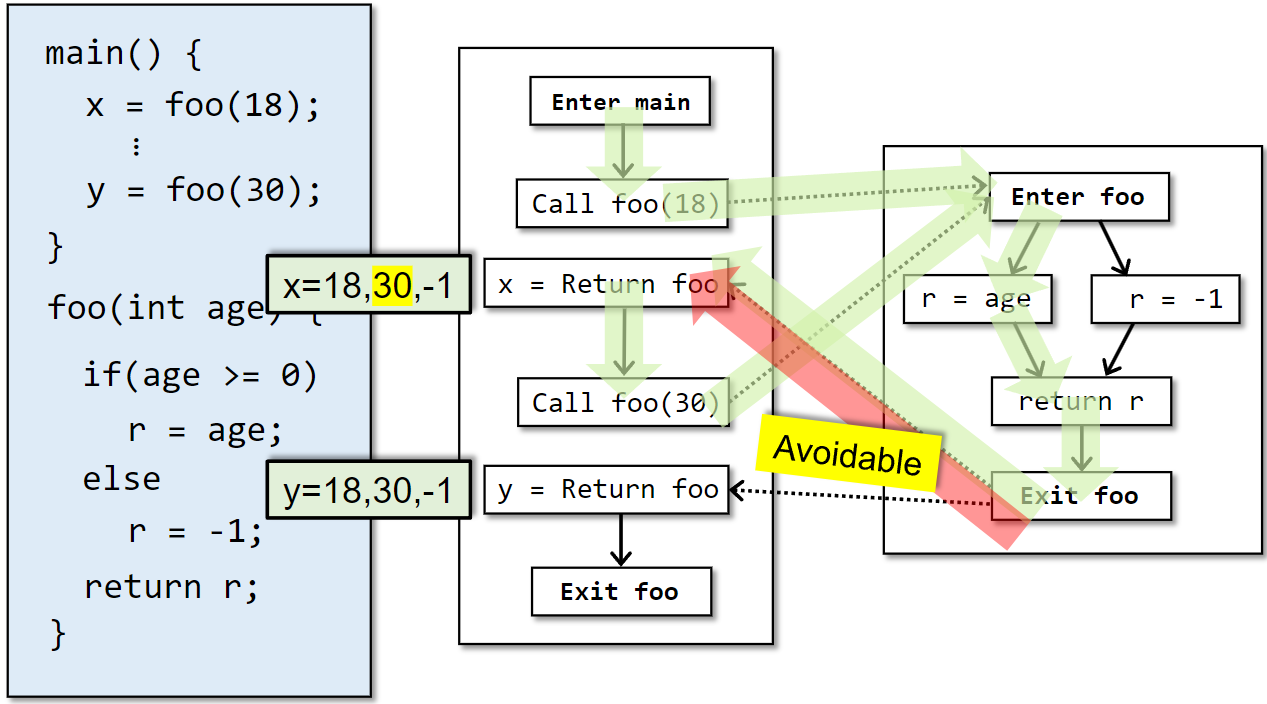 main() {
x = foo(18);
⋮
y = foo(30);
}
foo(int age) {
if(age >= 0)
r = age;
else
r = -1;
return r;
}
x=18,30,-1
y=18,30,-1
Enter main
Call foo(18)
x = Return foo
Call foo(30)
y = Return foo
Exit foo
Avoidable
Enter foo
r = age
r = -1
return r
Exit foo